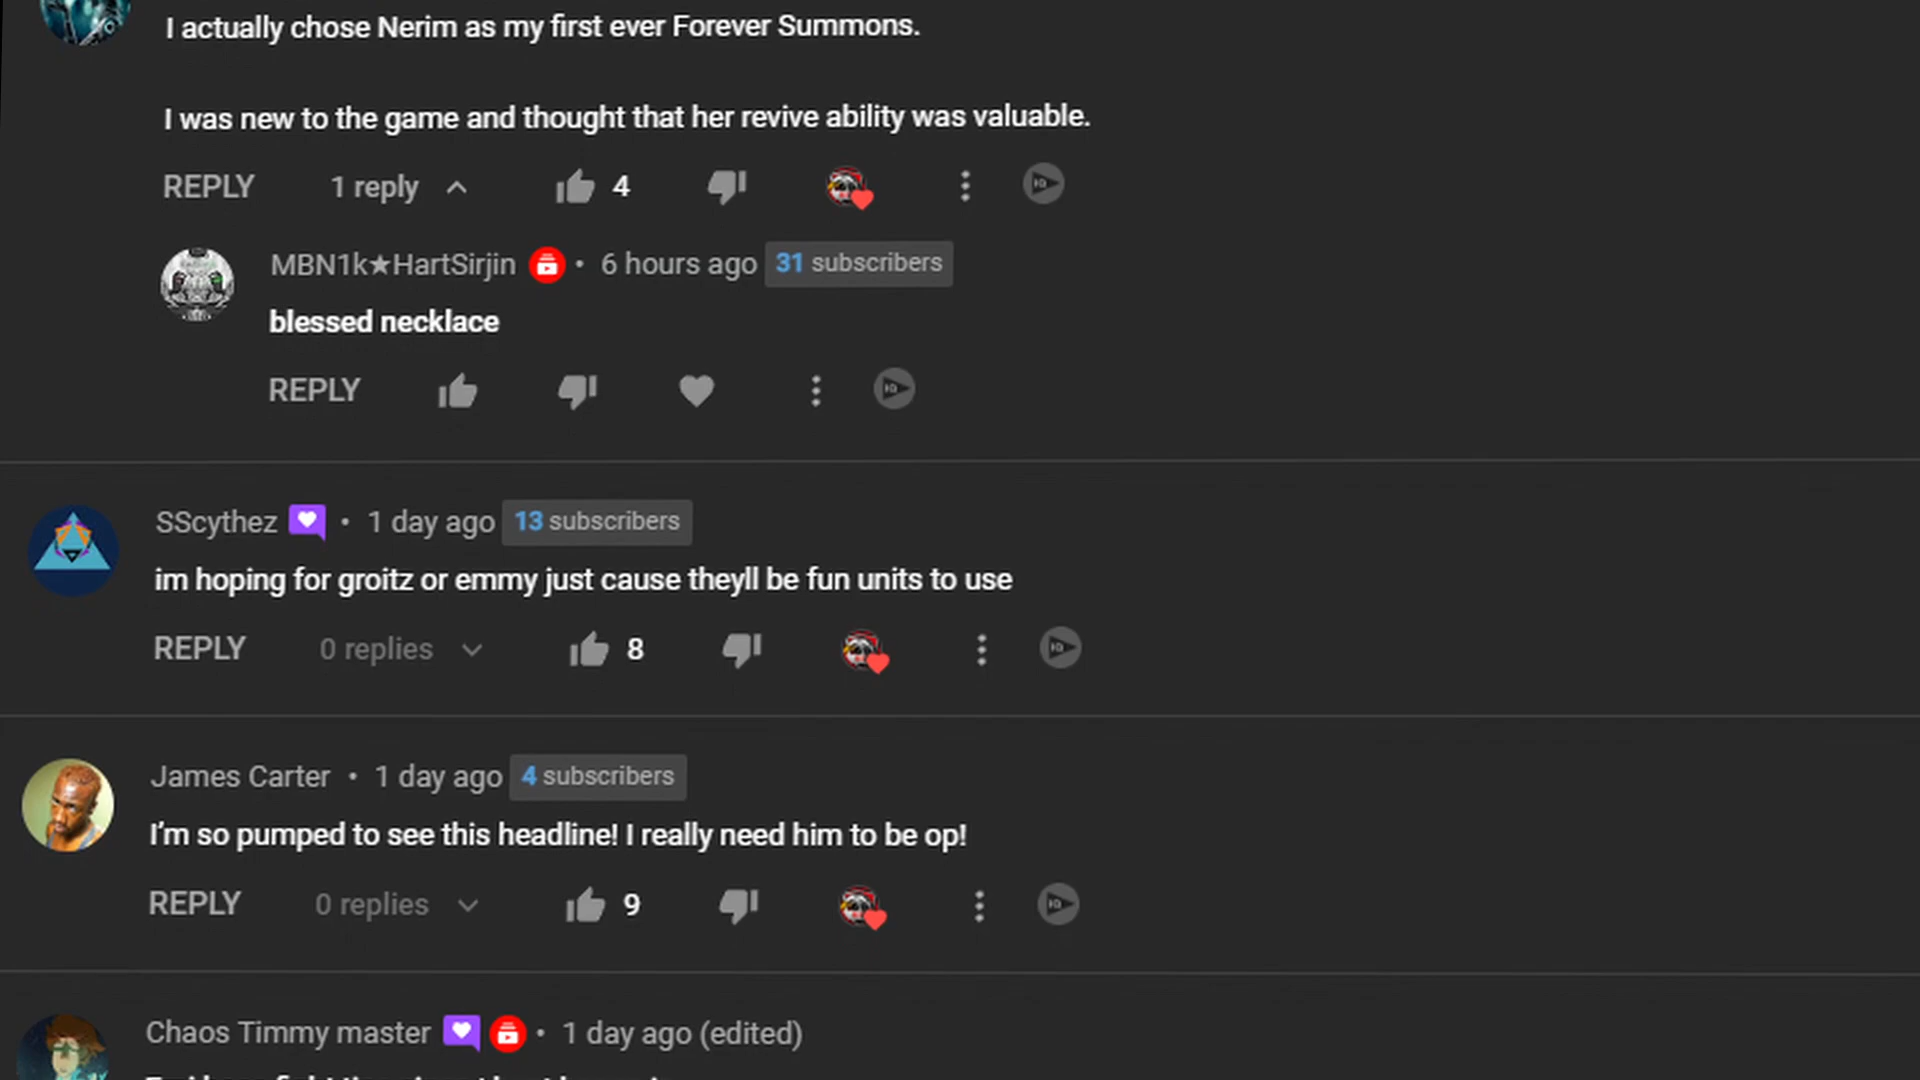 I actually chose Nerim as my first ever Forever Summons.
I was new to the game and thought that her revive ability was valuable.
REPLY 1 reply 4
MBN1k★HartSirjin • 6 hours ago 31 subscribers
blessed necklace
REPLY
SScythez • 1 day ago 13 subscribers
im hoping for groitz or emmy just cause theyll be fun units to use
REPLY 0 replies 8
James Carter • 1 day ago 4 subscribers
I'm so pumped to see this headline! I really need him to be op!
REPLY 0 replies 9
Chaos Timmy master • 1 day ago (edited)